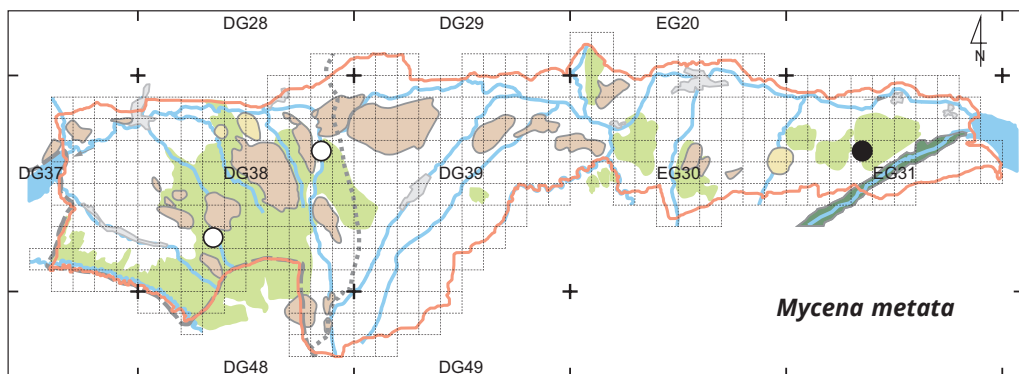 DG28 DG29 EG20
N
DG37 DG38 DG39 EG30 EG31
Mycena metata
DG48 DG49